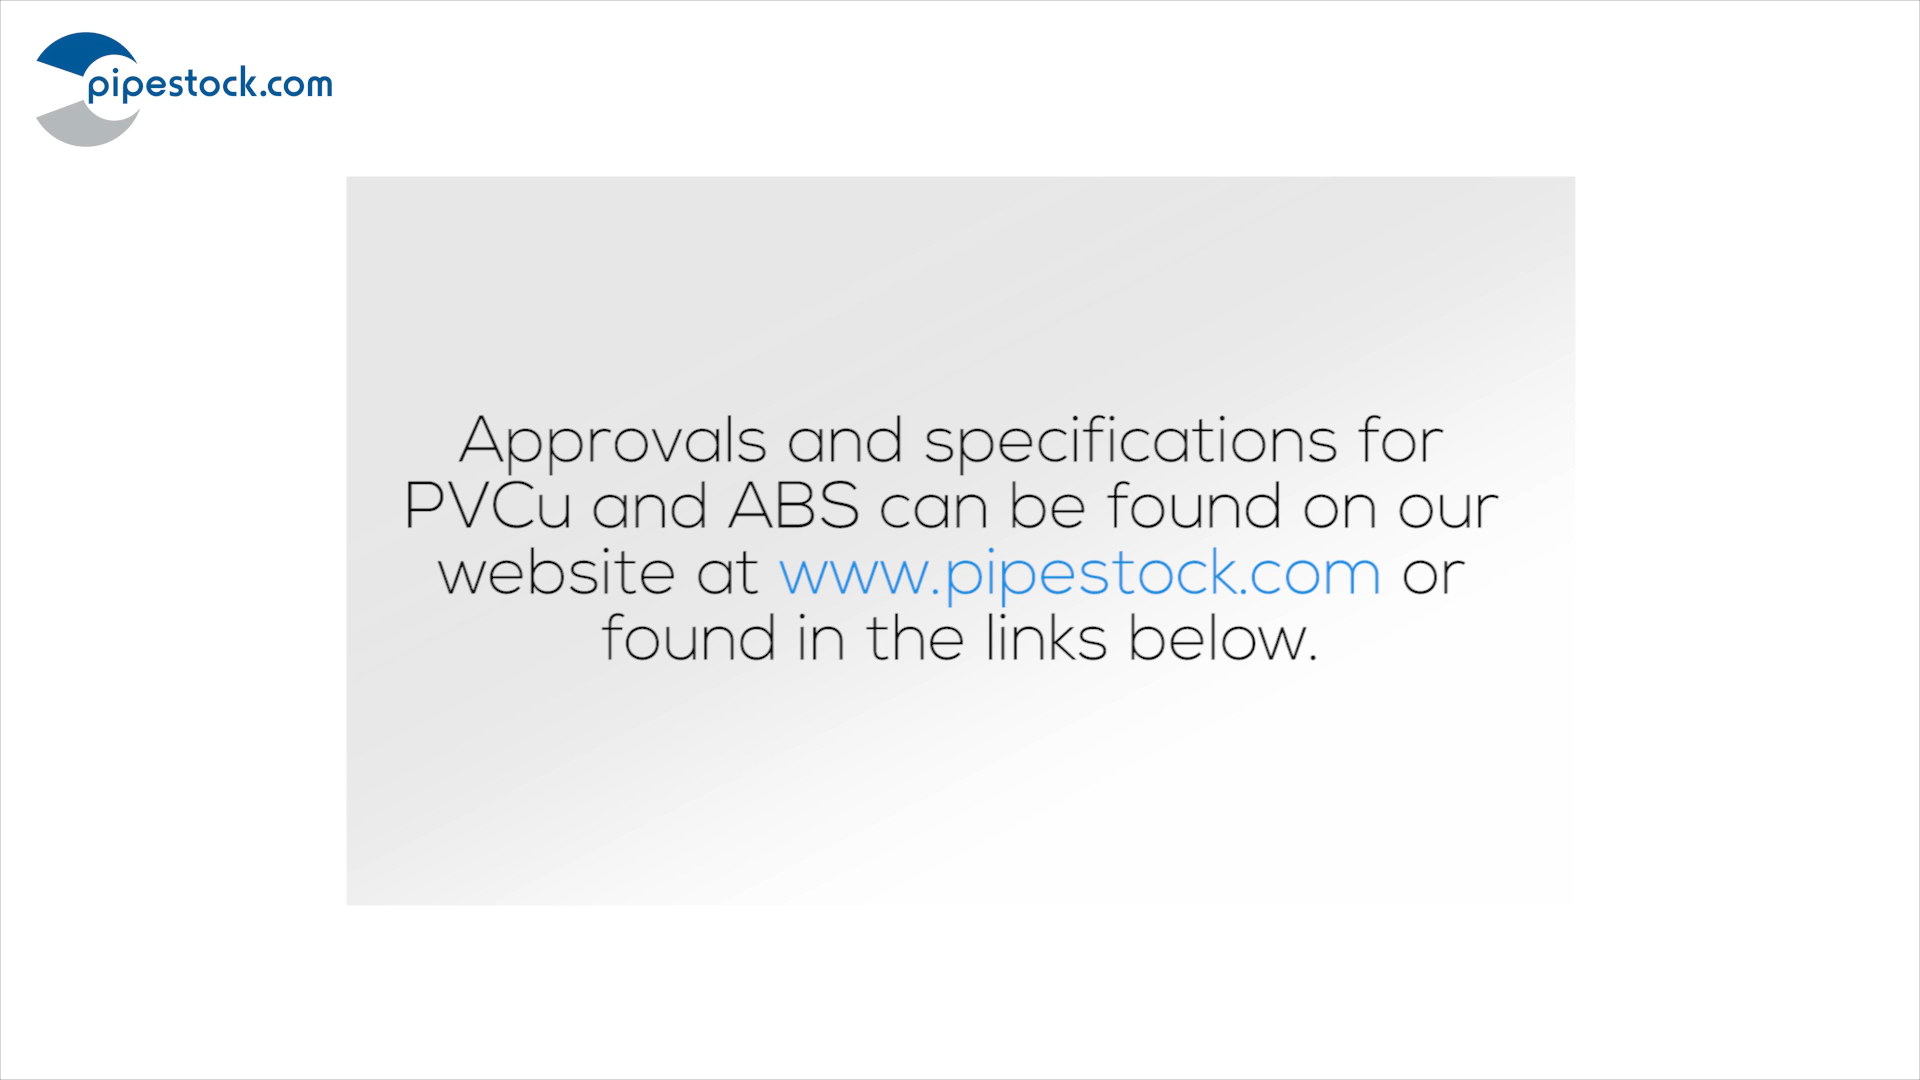 pipestock.com
Approvals and specifications for
PVCu and ABS can be found on our
website at www.pipestock.com or
found in the links below.